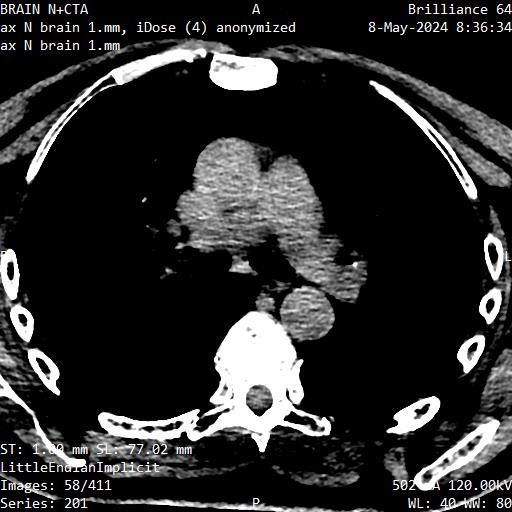 BRAIN N+CTA
A
Brilliance 64
ax N brain 1.mm, iDose (4) anonymized
8-May-2024 8:36:34
ax N brain 1.mm
L
ST: 1.00 mm SL: 77.02 mm
LittleEndianImplicit
Images: 58/411
Series: 201
P
502 mA 120.00kV
WL: 40 WW: 80